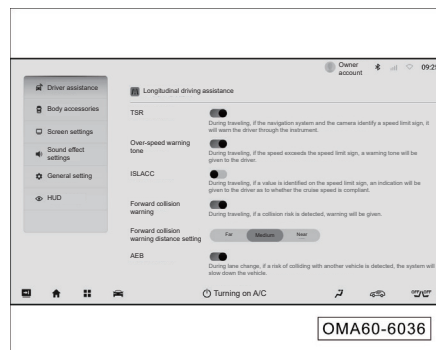 Owner
account
09:25
Driver assistance
Body accessories
Screen settings
Sound effect
settings
General setting
HUD
Longitudinal driving assistance
TSR
During traveling, if the navigation system and the camera identify a speed limit sign, it
will warn the driver through the instrument.
Over-speed warning
tone
During traveling, if the speed exceeds the speed limit sign, a warning tone will be
given to the driver.
ISLACC
During traveling, if a value is identified on the speed limit sign, an indication will be
given to the driver as to whether the cruise speed is compliant.
Forward collision
warning
During traveling, if a collision risk is detected, warning will be given.
Forward collision
warning distance setting
Far Medium Near
AEB
During lane change, if a risk of colliding with another vehicle is detected, the system will
slow down the vehicle.
Turning on A/C
OFF OFF
OMA60-6036